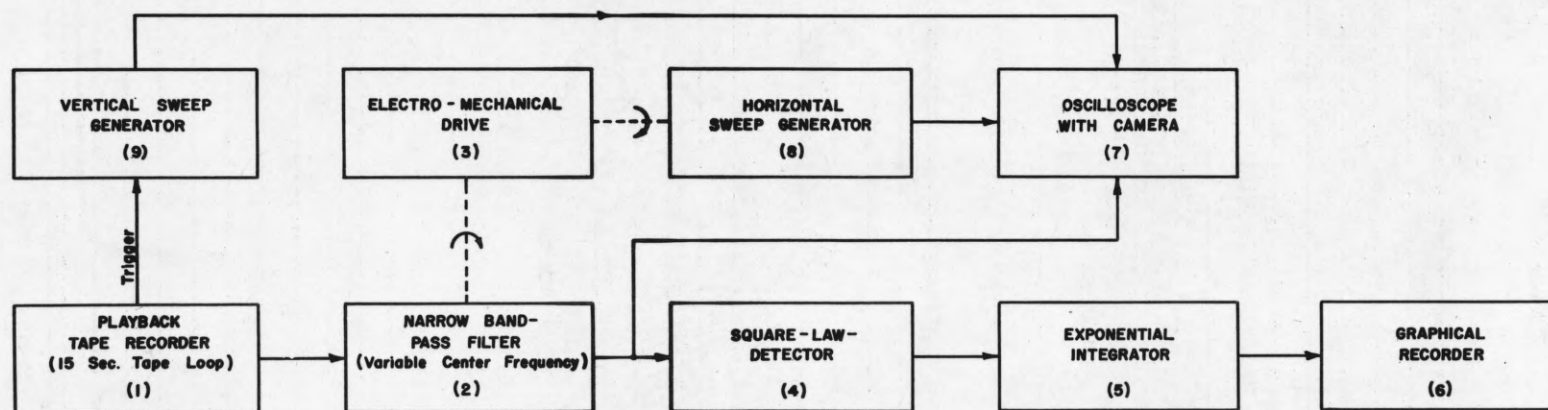 VERTICAL SWEEP
GENERATOR
(9)
ELECTRO-MECHANICAL
DRIVE
(3)
HORIZONTAL
SWEEP GENERATOR
(8)
OSCILLOSCOPE
WITH CAMERA
(7)
Trigger
PLAYBACK
TAPE RECORDER
(15 Sec. Tape Loop)
(1)
NARROW BAND-
PASS FILTER
(Variable Center Frequency)
(2)
SQUARE-LAW-
DETECTOR
(4)
EXPONENTIAL
INTEGRATOR
(5)
GRAPHICAL
RECORDER
(6)